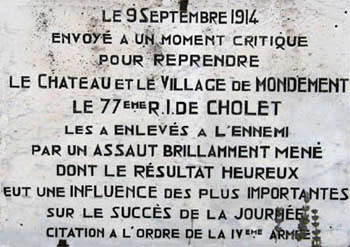 LE 9 SEPTEMBRE 1914
ENVOYÉ A UN MOMENT CRITIQUE
POUR REPRENDRE
LE CHATEAU ET LE VILLAGE DE MONDEMENT
LE 77EME R.I. DE CHOLET
LES A ENLEVÉS A L'ENNEMI
PAR UN ASSAUT BRILLAMMENT MENÉ
DONT LE RÉSULTAT HEUREUX
EUT UNE INFLUENCE DES PLUS IMPORTANTES
SUR LE SUCCÈS DE LA JOURNÉE
CITATION A L'ORDRE DE LA IVEME ARMÉE